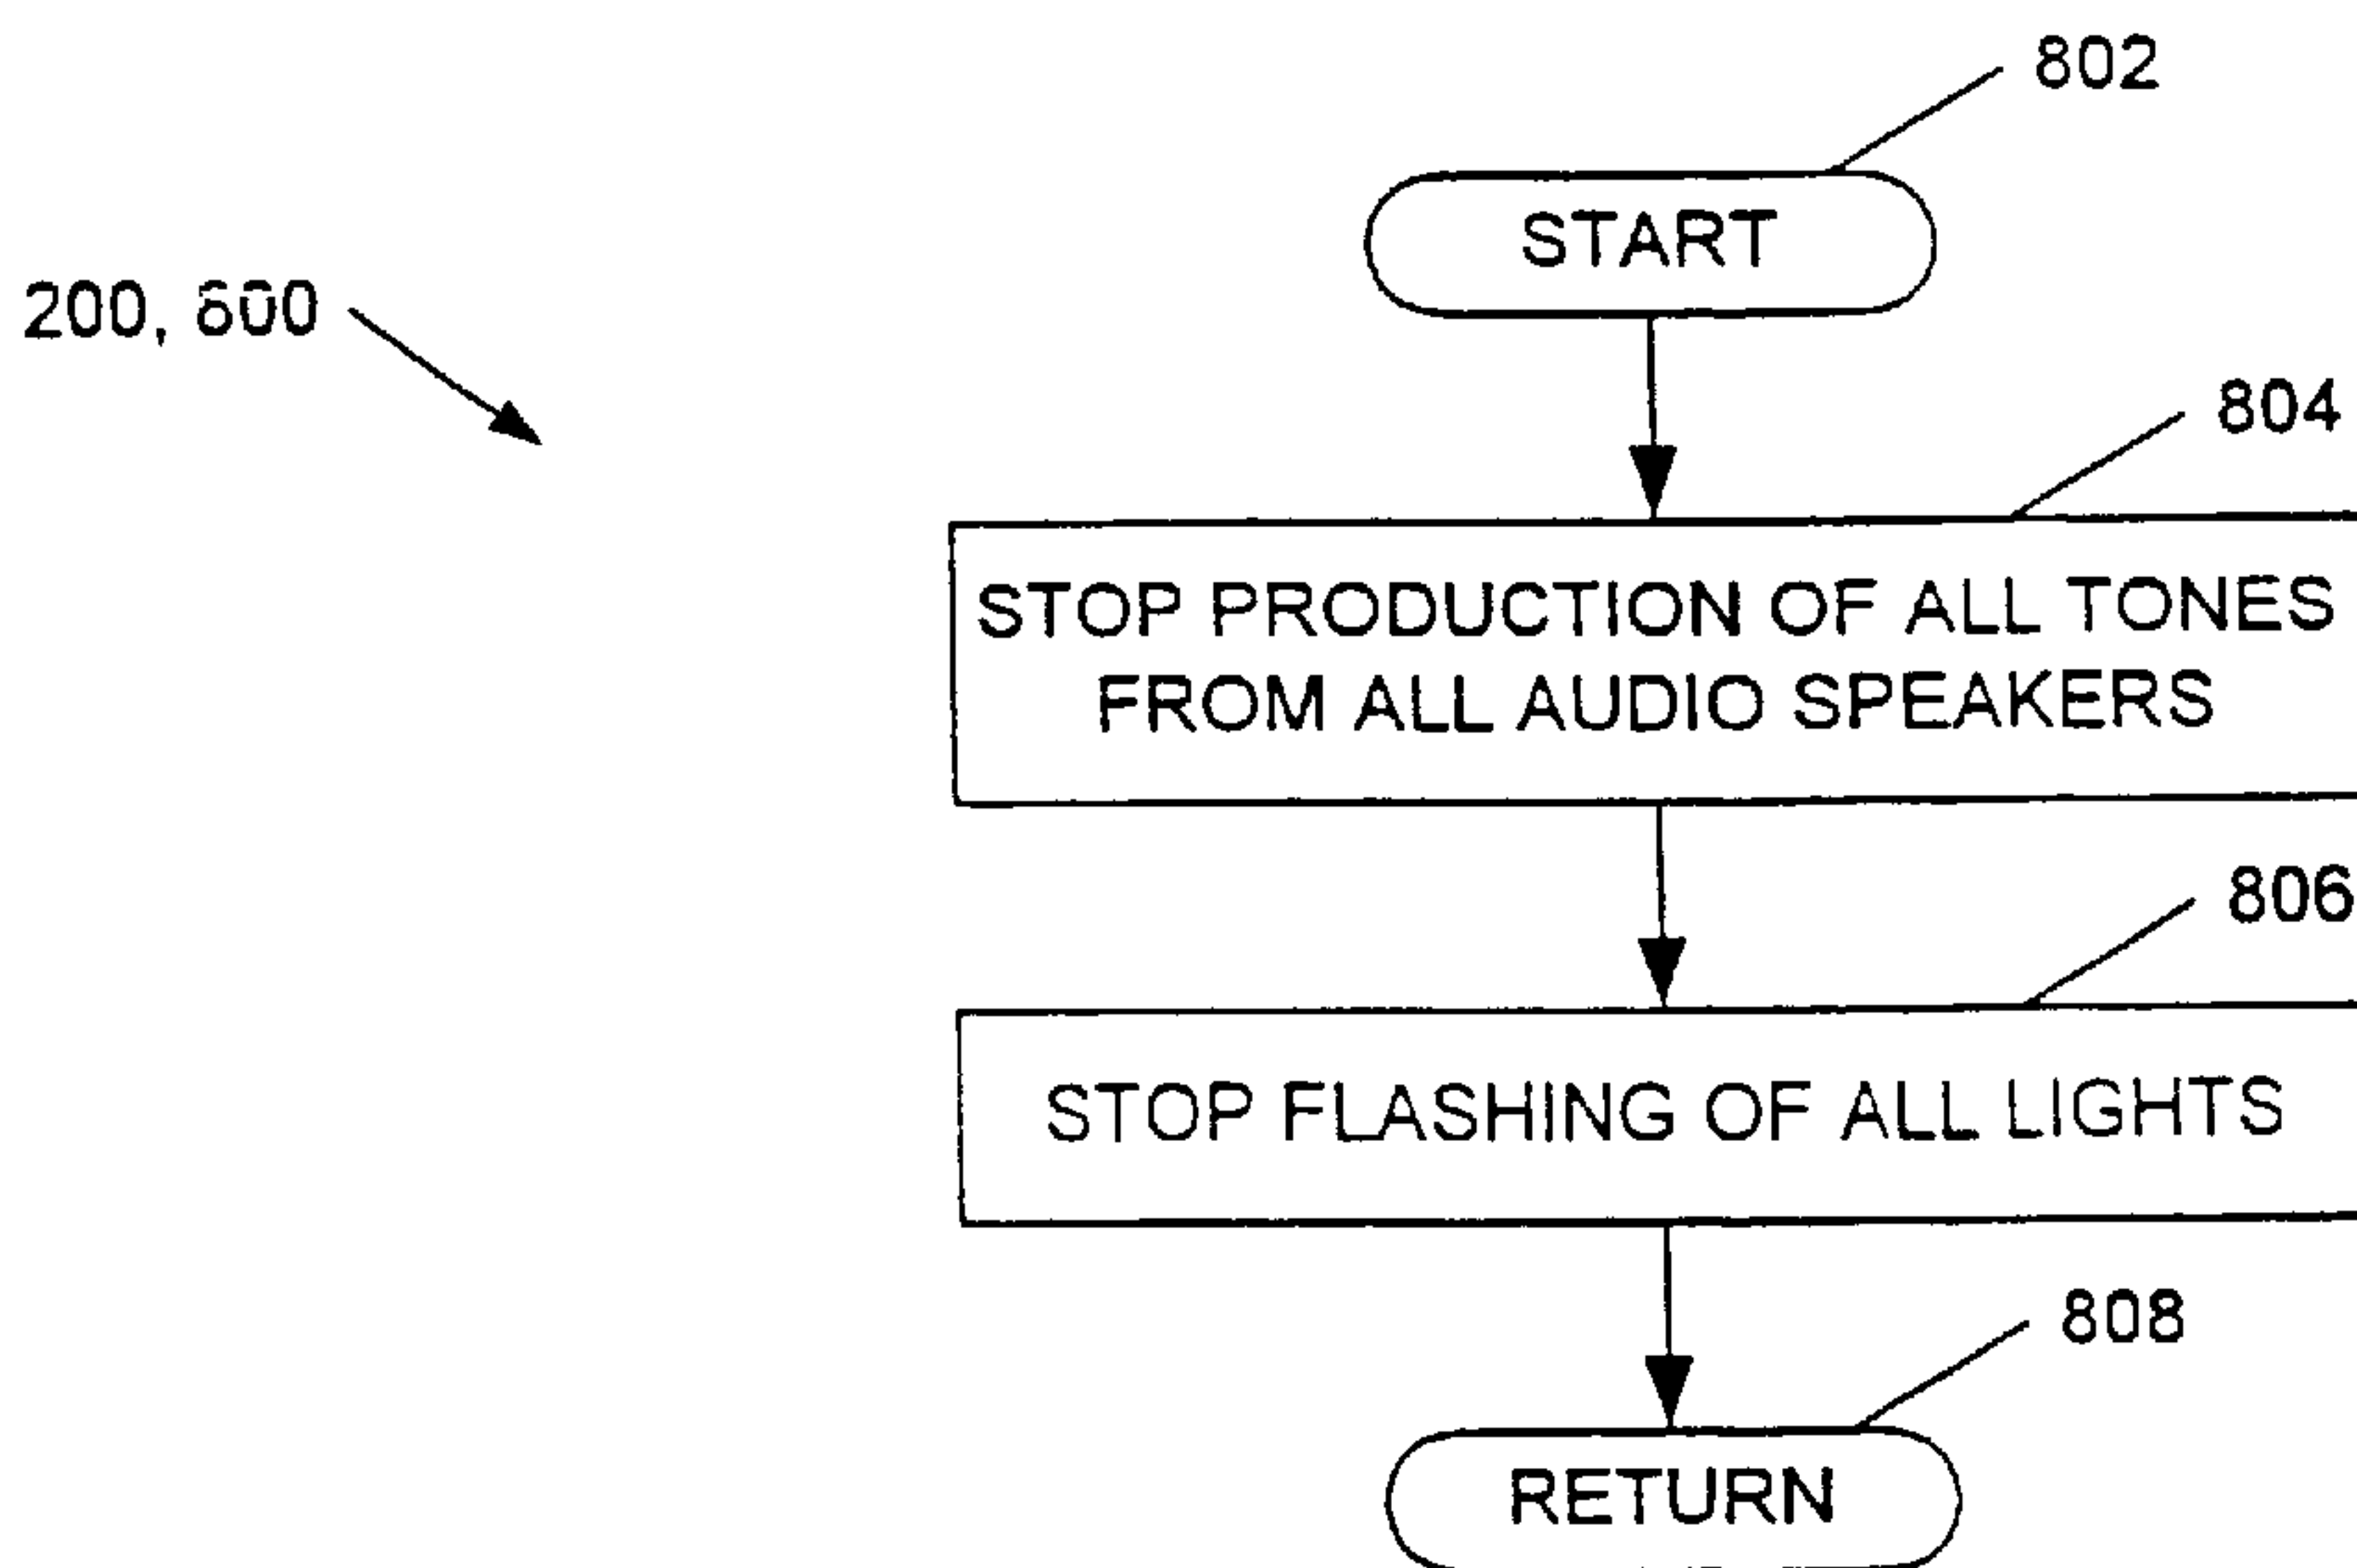 802
START
200, 800
804
STOP PRODUCTION OF ALL TONES
FROM ALL AUDIO SPEAKERS
806
STOP FLASHING OF ALL LIGHTS
808
RETURN